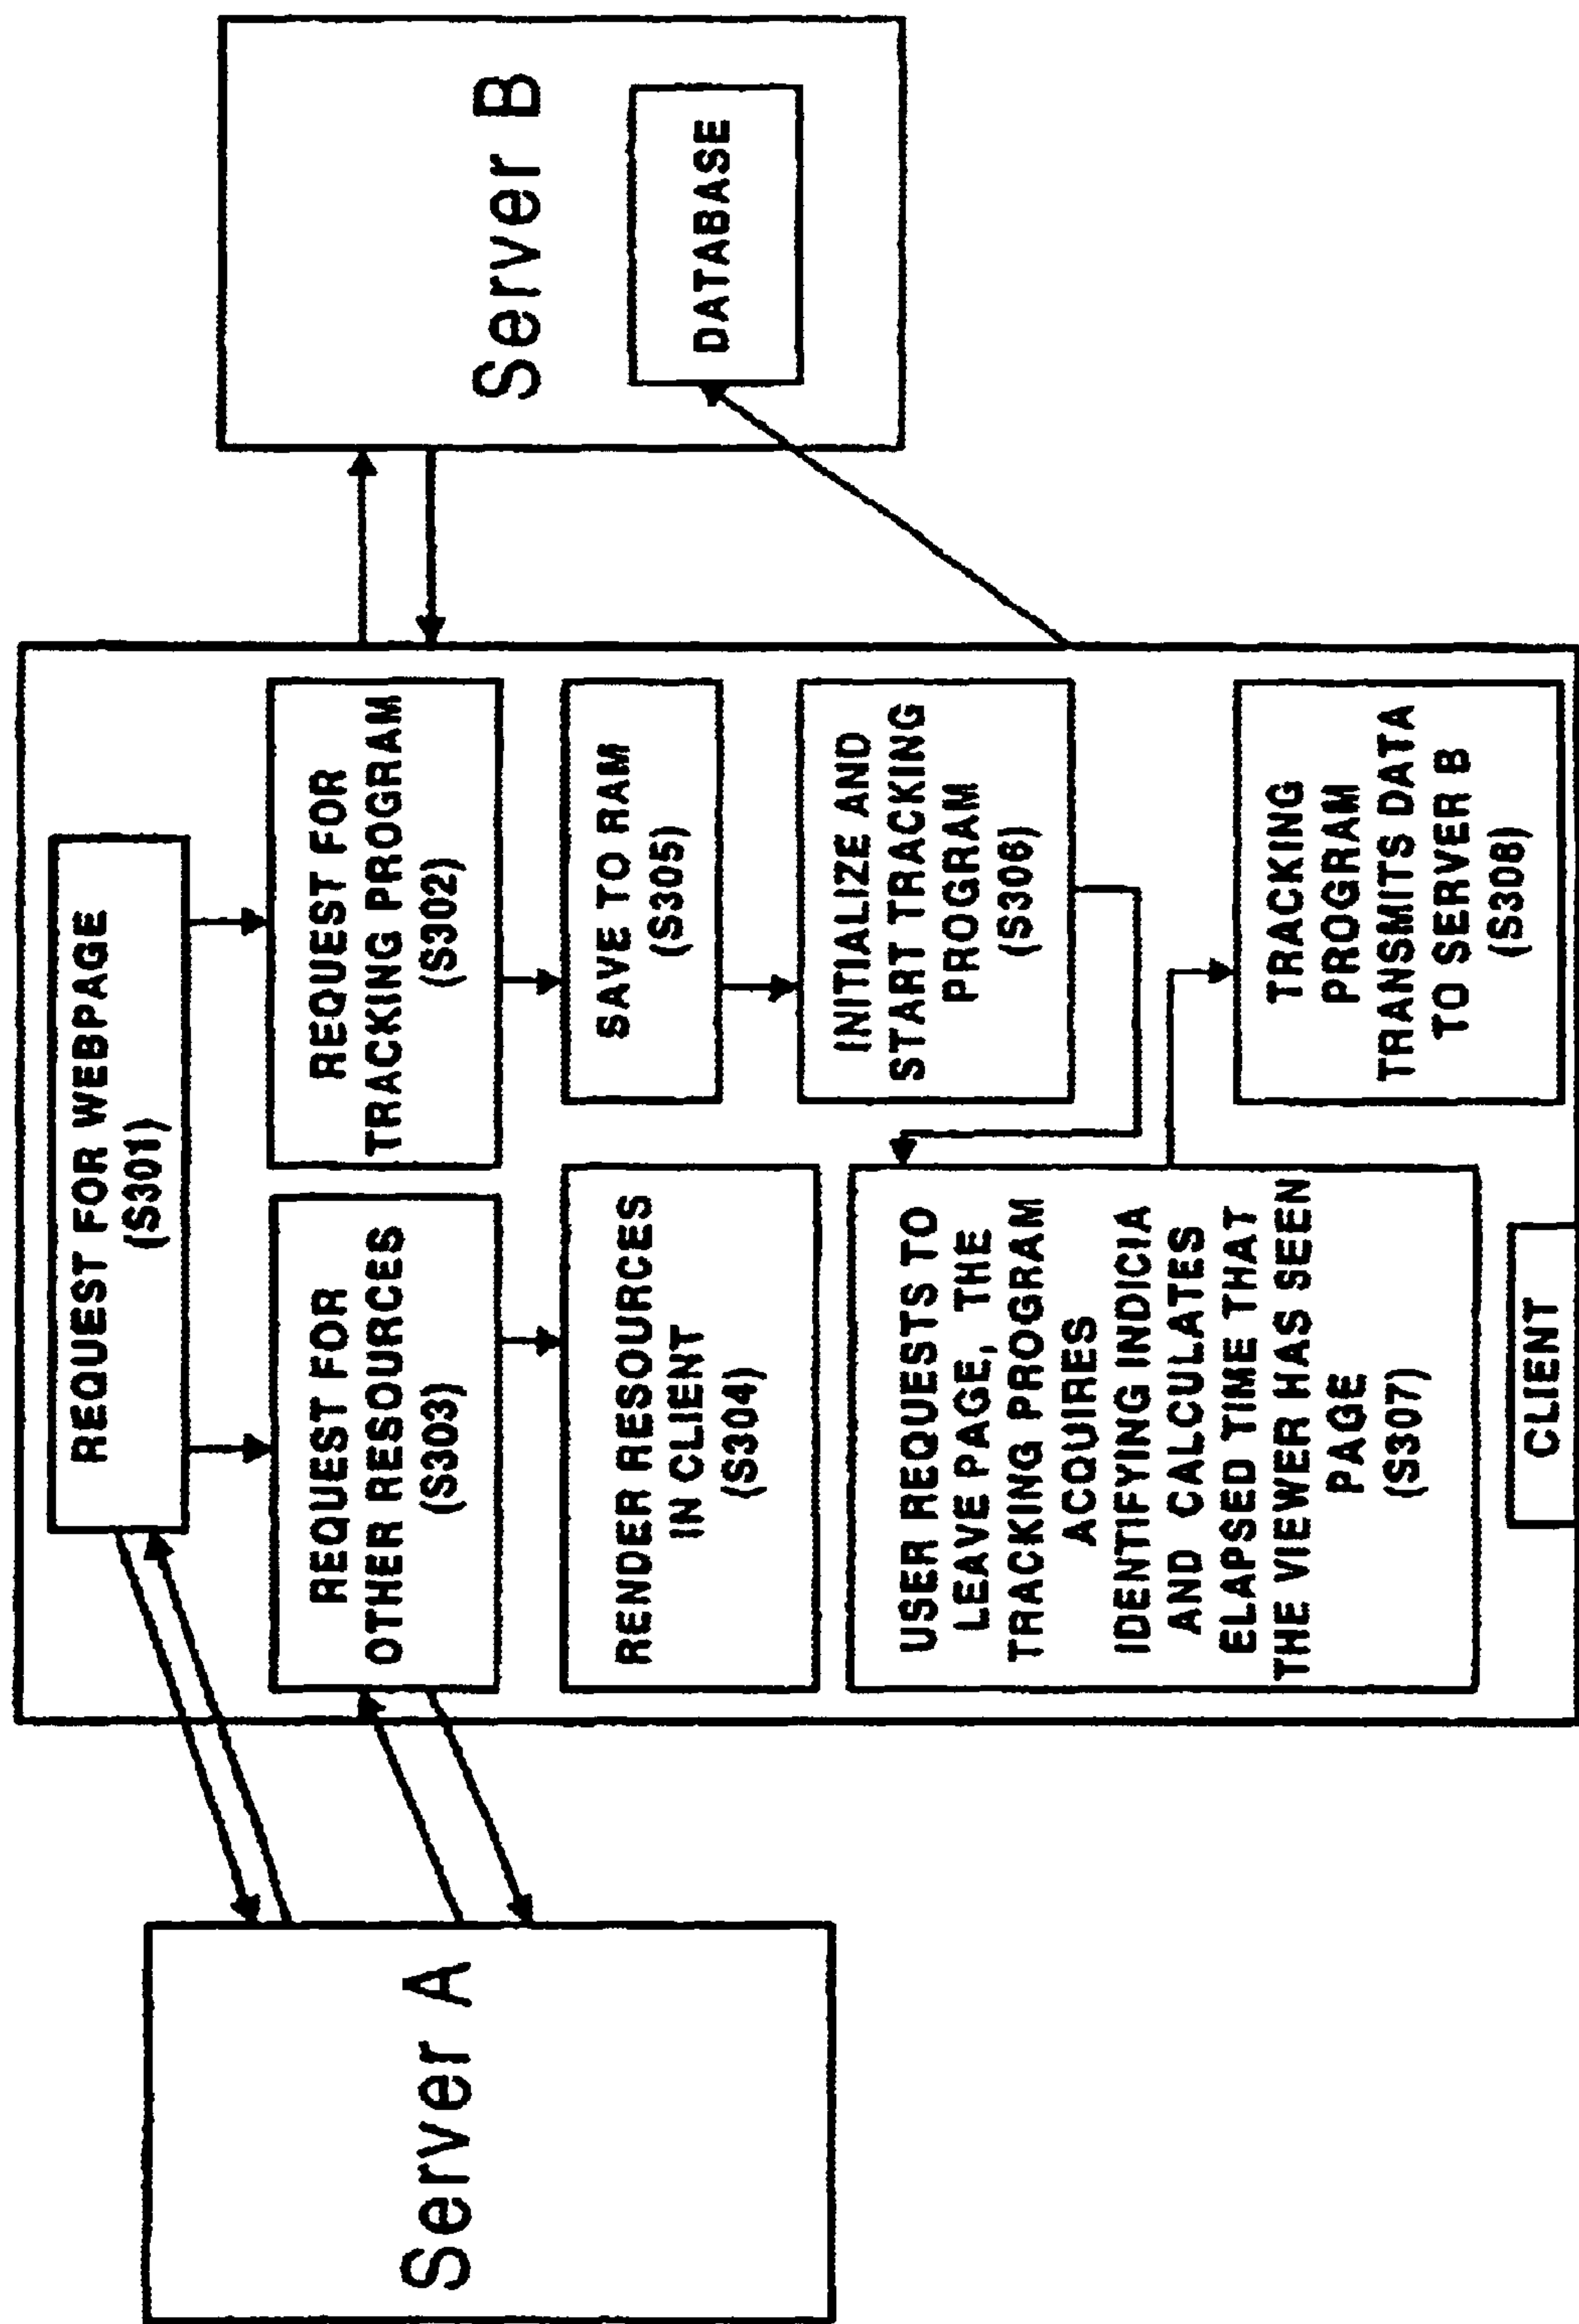 Server A
REQUEST FOR WEBPAGE
(S301)
REQUEST FOR
OTHER RESOURCES
(S303)
REQUEST FOR
TRACKING PROGRAM
(S302)
RENDER RESOURCES
IN CLIENT
(S304)
SAVE TO RAM
(S305)
INITIALIZE AND
START TRACKING
PROGRAM
(S306)
USER REQUESTS TO
LEAVE PAGE, THE
TRACKING PROGRAM
ACQUIRES
IDENTIFYING INDICIA
AND CALCULATES
ELAPSED TIME THAT
THE VIEWER HAS SEEN
PAGE
(S307)
TRACKING
PROGRAM
TRANSMITS DATA
TO SERVER B
(S308)
CLIENT
Server B
DATABASE